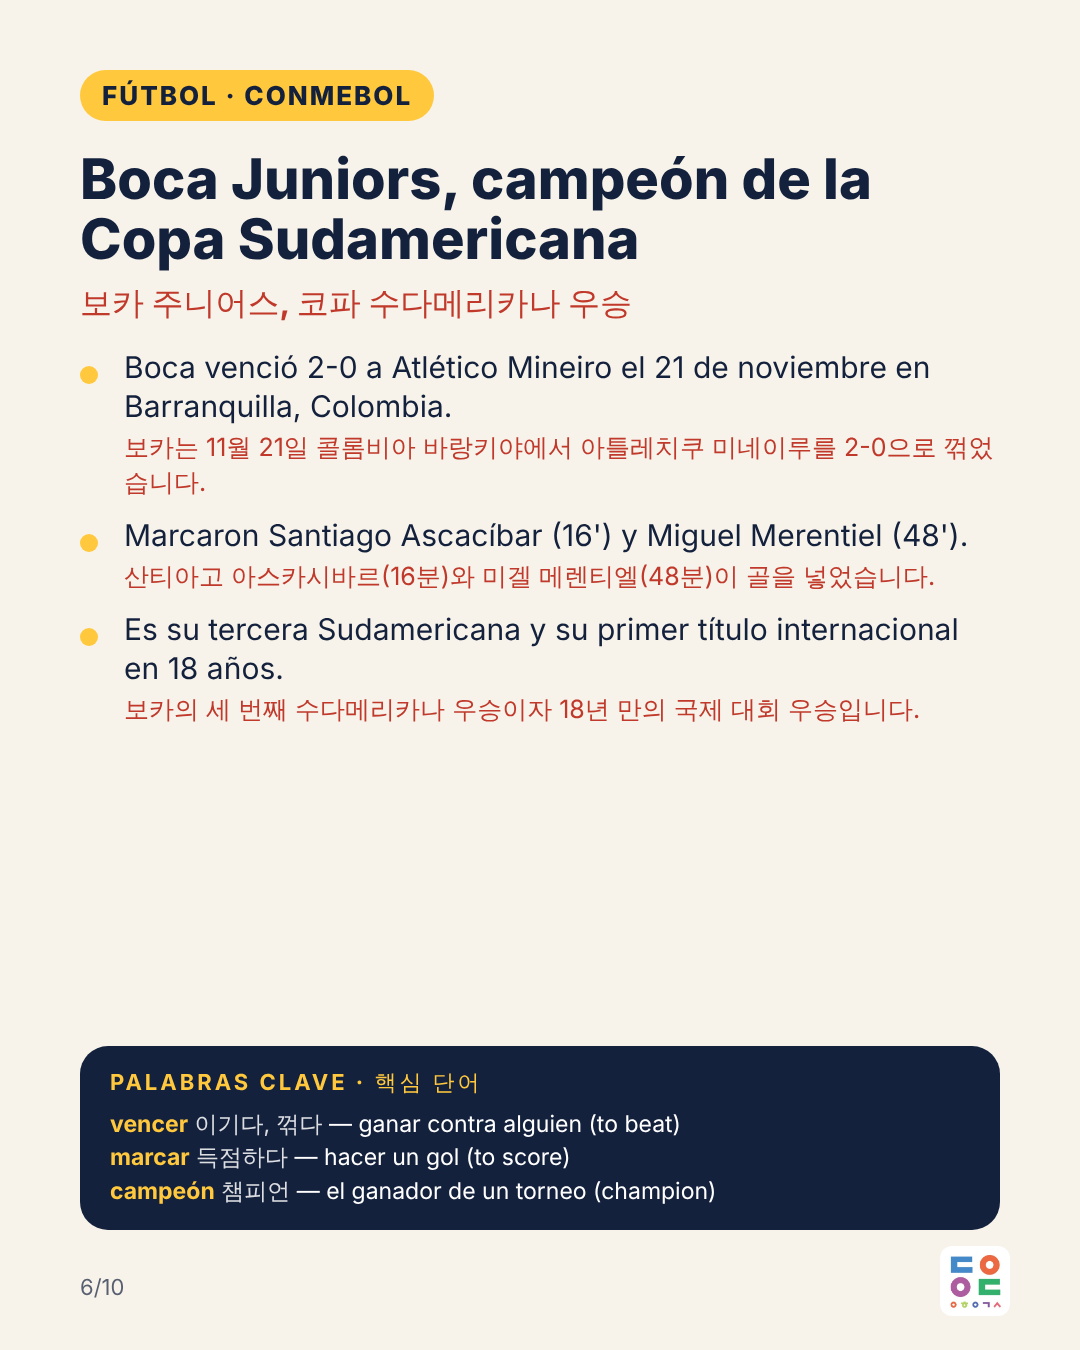 FÚTBOL · CONMEBOL
Boca Juniors, campeón de la
Copa Sudamericana
보카 주니어스, 코파 수다메리카나 우승
Boca venció 2-0 a Atlético Mineiro el 21 de noviembre en
Barranquilla, Colombia.
보카는 11월 21일 콜롬비아 바랑키야에서 아틀레치쿠 미네이루를 2-0으로 꺾었
습니다.
Marcaron Santiago Ascacíbar (16') y Miguel Merentiel (48').
산티아고 아스카시바르(16분)와 미겔 메렌티엘(48분)이 골을 넣었습니다.
Es su tercera Sudamericana y su primer título internacional
en 18 años.
보카의 세 번째 수다메리카나 우승이자 18년 만의 국제 대회 우승입니다.
PALABRAS CLAVE · 핵심 단어
vencer 이기다, 꺾다 — ganar contra alguien (to beat)
marcar 득점하다 — hacer un gol (to score)
campeón 챔피언 — el ganador de un torneo (champion)
6/10